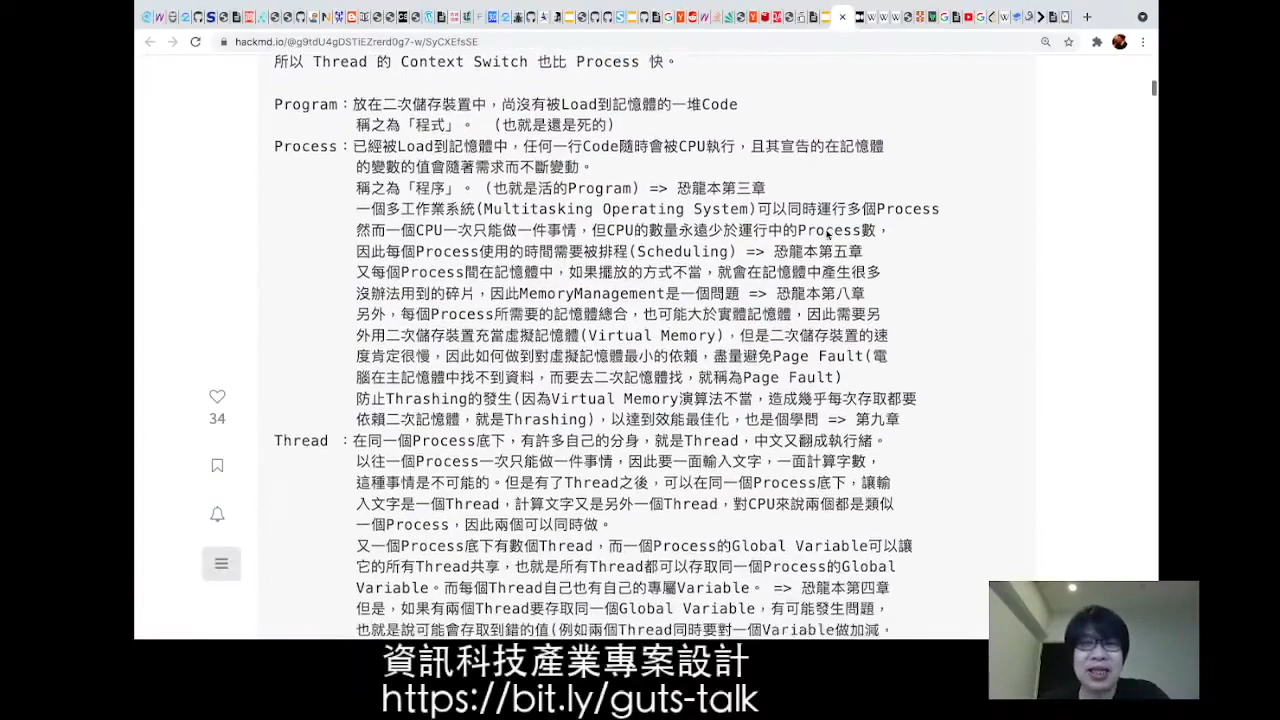 hackmd.io/@g9tdU4gDSTiEZrerd0g7-w/SyCXEfsSE
所以 Thread 的 Context Switch 也比 Process 快。
Program：放在二次儲存裝置中，尚沒有被Load到記憶體的一堆Code
稱之為「程式」。 (也就是還是死的)
Process：已經被Load到記憶體中，任何一行Code隨時會被CPU執行，且其宣告的在記憶體
的變數的值會隨著需求而不斷變動。
稱之為「程序」。(也就是活的Program) => 恐龍本第三章
一個多工作業系統(Multitasking Operating System)可以同時運行多個Process
然而一個CPU一次只能做一件事情，但CPU的數量永遠少於運行中的Process數，
因此每個Process使用的時間需要被排程(Scheduling) => 恐龍本第五章
又每個Process間在記憶體中，如果擺放的方式不當，就會在記憶體中產生很多
沒辦法用到的碎片，因此MemoryManagement是一個問題 => 恐龍本第八章
另外，每個Process所需要的記憶體總合，也可能大於實體記憶體，因此需要另
外用二次儲存裝置充當虛擬記憶體(Virtual Memory)，但是二次儲存裝置的速
度肯定很慢，因此如何做到對虛擬記憶體最小的依賴，盡量避免Page Fault(電
腦在主記憶體中找不到資料，而要去二次記憶體找，就稱為Page Fault)
防止Thrashing的發生(因為Virtual Memory演算法不當，造成幾乎每次存取都要
依賴二次記憶體，就是Thrashing)，以達到效能最佳化，也是個學問 => 第九章
34
Thread ：在同一個Process底下，有許多自己的分身，就是Thread，中文又翻成執行緒。
以往一個Process一次只能做一件事情，因此要一面輸入文字，一面計算字數，
這種事情是不可能的。但是有了Thread之後，可以在同一個Process底下，讓輸
入文字是一個Thread，計算文字又是另外一個Thread，對CPU來說兩個都是類似
一個Process，因此兩個可以同時做。
又一個Process底下有數個Thread，而一個Process的Global Variable可以讓
它的所有Thread共享，也就是所有Thread都可以存取同一個Process的Global
Variable。而每個Thread自己也有自己的專屬Variable。 => 恐龍本第四章
但是，如果有兩個Thread要存取同一個Global Variable，有可能發生問題，
也就是說可能會存取到錯的值(例如兩個Thread同時要對一個Variable做加減，
資訊科技產業專案設計
https://bit.ly/guts-talk